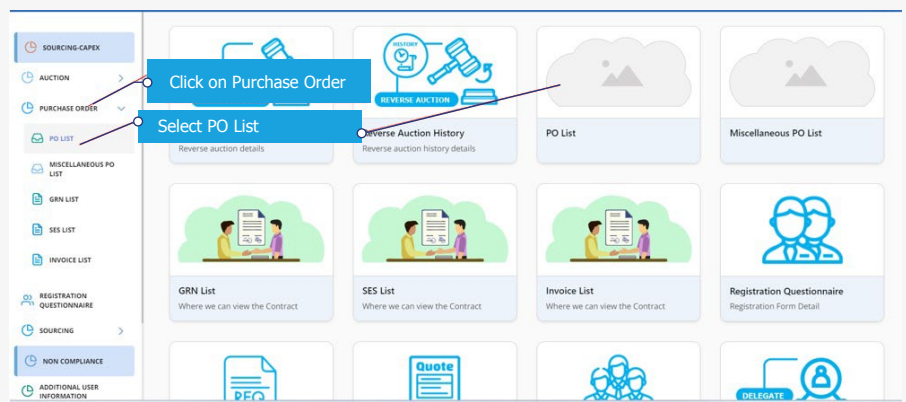 SOURCING-CAPEX
AUCTION
PURCHASE ORDER
PO LIST
MISCELLANEOUS PO
LIST
GRN LIST
SES LIST
INVOICE LIST
REGISTRATION
QUESTIONNAIRE
SOURCING
NON COMPLIANCE
ADDITIONAL USER
INFORMATION
Click on Purchase Order
Select PO List
Reverse auction details
HISTORY
REVERSE AUCTION
Reverse Auction History
Reverse auction history details
PO List
Miscellaneous PO List
GRN List
Where we can view the Contract
SES List
Where we can view the Contract
Invoice List
Where we can view the Contract
Registration Questionnaire
Registration Form Detail
RFQ
Quote
DELEGATE